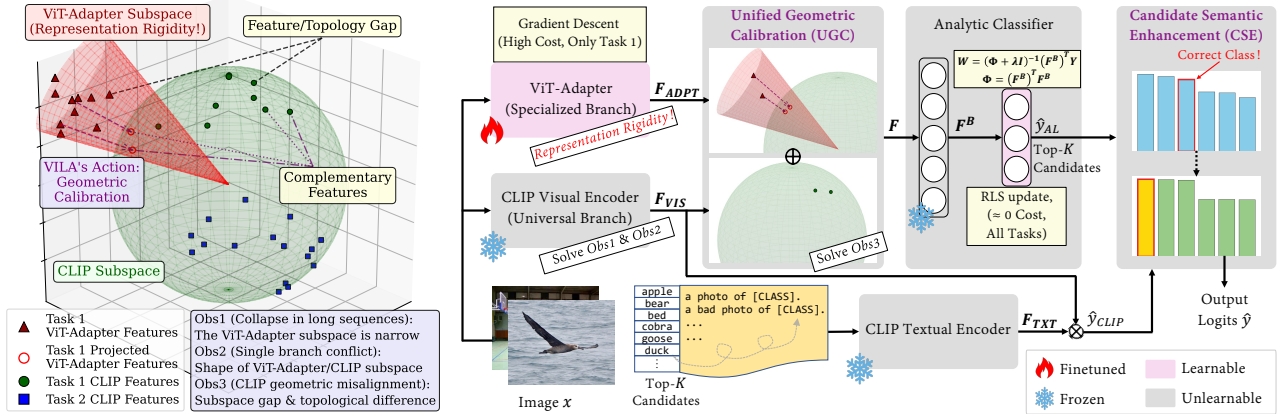 ViT-Adapter Subspace
(Representation Rigidity!)
Feature/Topology Gap
VILA's Action:
Geometric
Calibration
Complementary
Features
CLIP Subspace
Task 1
ViT-Adapter Features
Task 1 Projected
ViT-Adapter Features
Task 1 CLIP Features
Task 2 CLIP Features
Obs1 (Collapse in long sequences):
The ViT-Adapter subspace is narrow
Obs2 (Single branch conflict):
Shape of ViT-Adapter/CLIP subspace
Obs3 (CLIP geometric misalignment):
Subspace gap & topological difference
Gradient Descent
(High Cost, Only Task 1)
ViT-Adapter
(Specialized Branch)
F_ADPT
Representation Rigidity!
CLIP Visual Encoder
(Universal Branch)
F_VIS
Solve Obs1 & Obs2
Image x
apple
bear
bed
cobra
goose
duck
⋮
Top-K
Candidates
a photo of [CLASS].
a bad photo of [CLASS].
...
...
CLIP Textual Encoder
F_TXT
ŷ_CLIP
Unified Geometric
Calibration (UGC)
Solve Obs3
F
Analytic Classifier
W = (Φ + λI)⁻¹(F^B)^T Y
Φ = (F^B)^T F^B
F^B
ŷ_AL
Top-K
Candidates
RLS update,
(≈ 0 Cost,
All Tasks)
Candidate Semantic
Enhancement (CSE)
Correct Class!
Output
Logits ŷ
Finetuned
Learnable
Frozen
Unlearnable